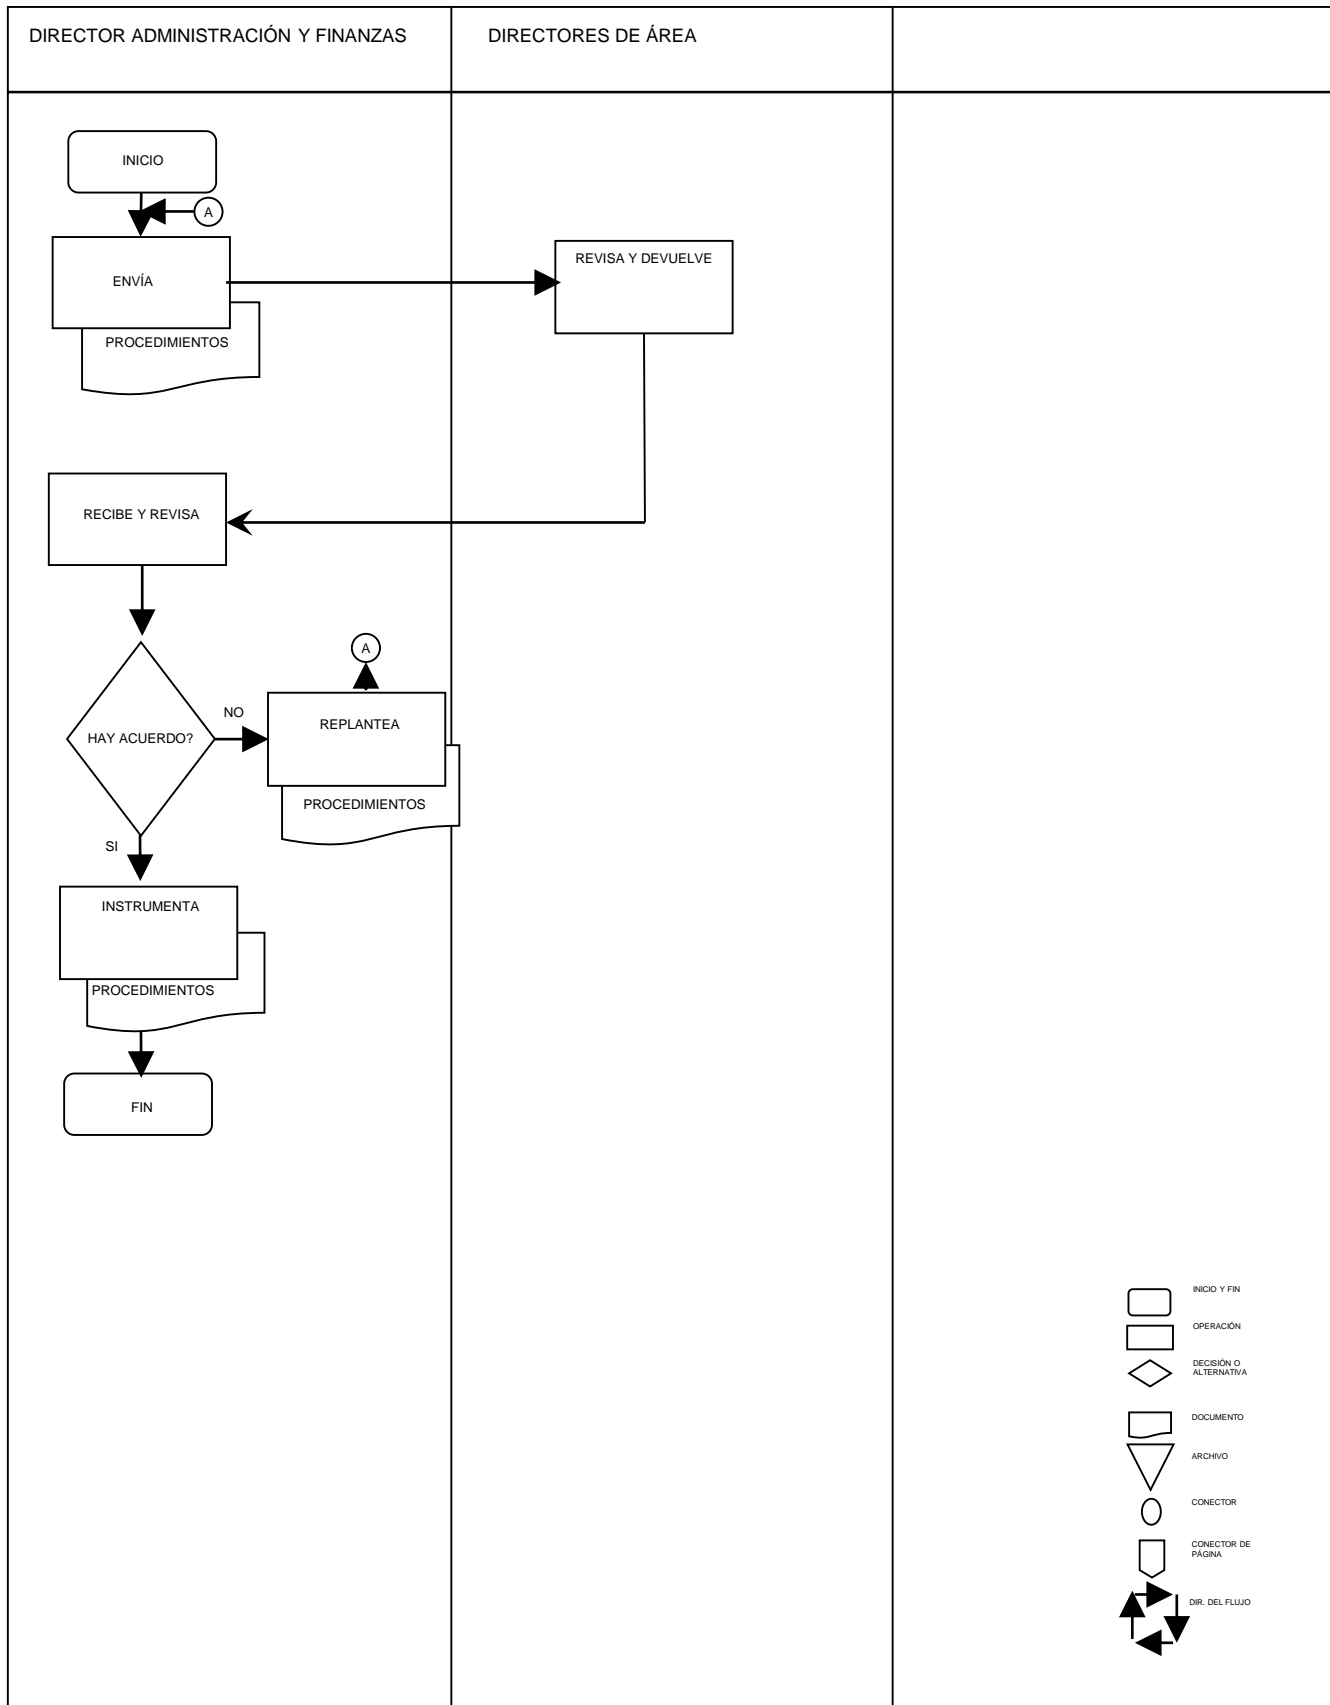 DIRECTOR ADMINISTRACIÓN Y FINANZAS
DIRECTORES DE ÁREA
INICIO
A
ENVÍA
PROCEDIMIENTOS
REVISA Y DEVUELVE
RECIBE Y REVISA
A
HAY ACUERDO?
NO
REPLANTEA
PROCEDIMIENTOS
SI
INSTRUMENTA
PROCEDIMIENTOS
FIN
INICIO Y FIN
OPERACIÓN
DECISIÓN O
ALTERNATIVA
DOCUMENTO
ARCHIVO
CONECTOR
CONECTOR DE
PÁGINA
DIR. DEL FLUJO